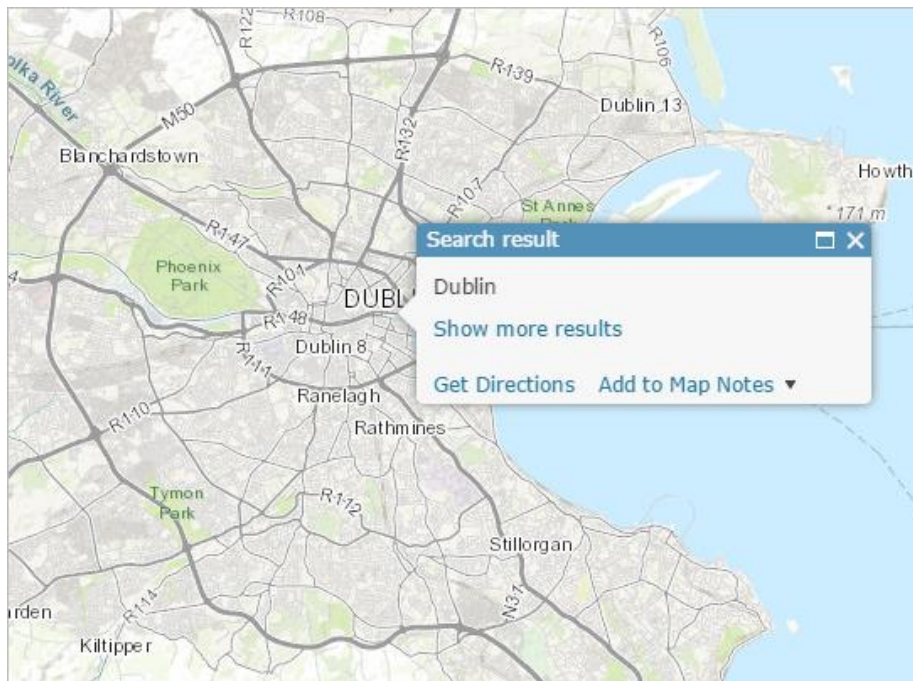 R122
R108
R106
R139
olka River
M50
R132
Dublin 13
Blanchardstown
R107
Howth
St Annes
171 m
R147
Search result
Phoenix
Park
R101
Dublin
DUBL
R148
Show more results
Dublin 8
R111
Get Directions Add to Map Notes
Ranelagh
R110
Rathmines
Tymon
Park
R112
Stillorgan
N31
R114
arden
Kiltipper